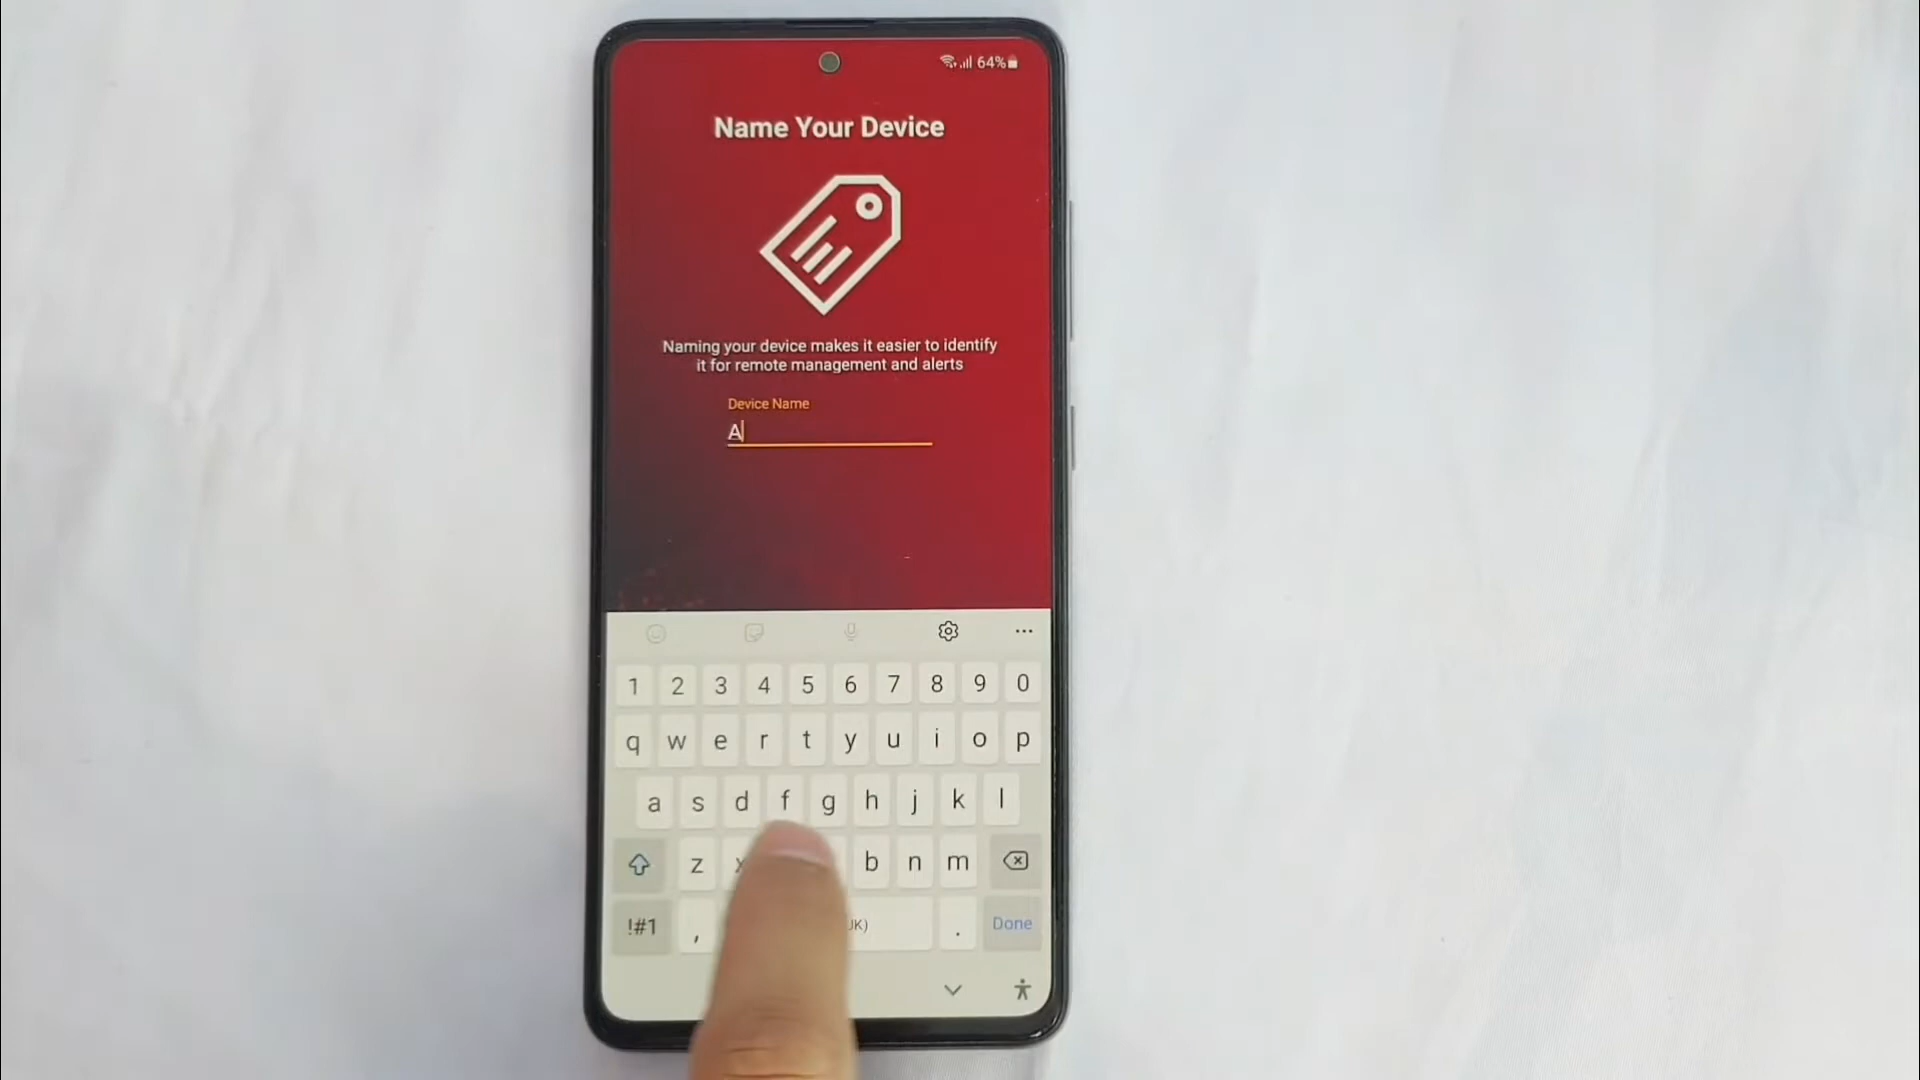 64%
Name Your Device
Naming your device makes it easier to identify
it for remote management and alerts
Device Name
A
1 2 3 4 5 6 7 8 9 0
q w e r t y u i o p
a s d f g h j k l
z x b n m
!#1 , UK) . Done